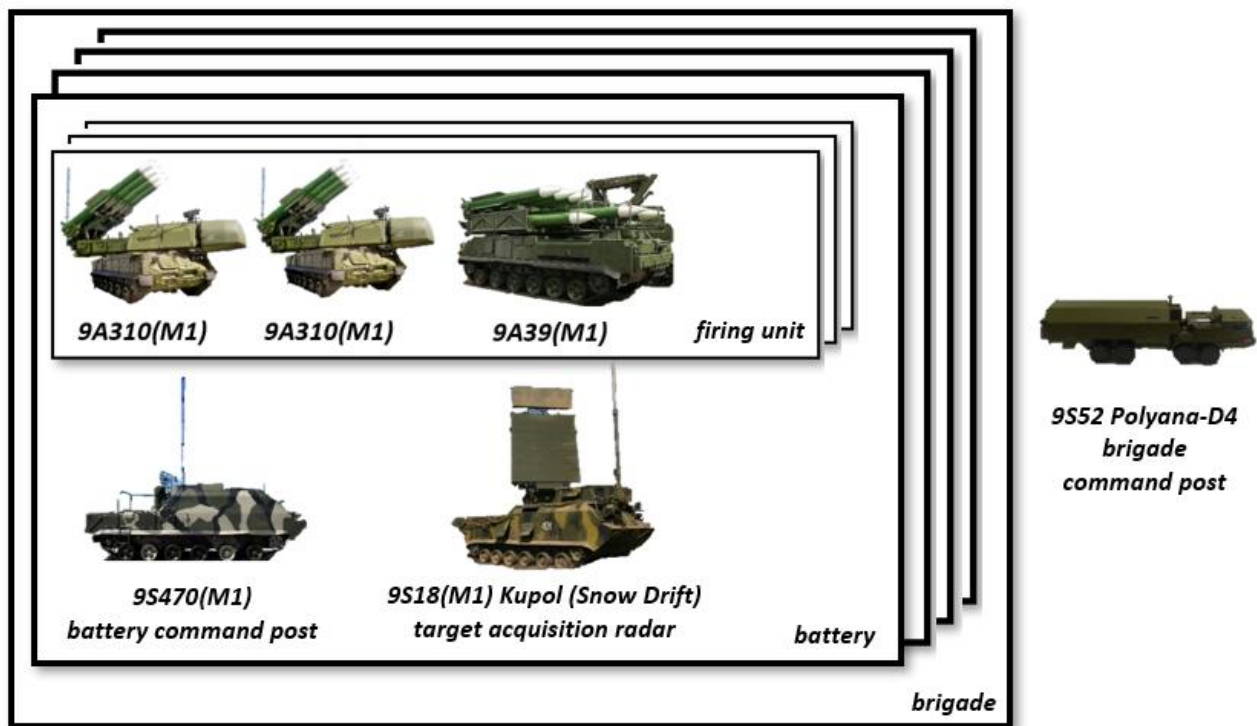 9A310(M1)
9A310(M1)
9A39(M1)
firing unit
9S52 Polyana-D4
brigade
command post
9S470(M1)
battery command post
9S18(M1) Kupol (Snow Drift)
target acquisition radar
battery
brigade